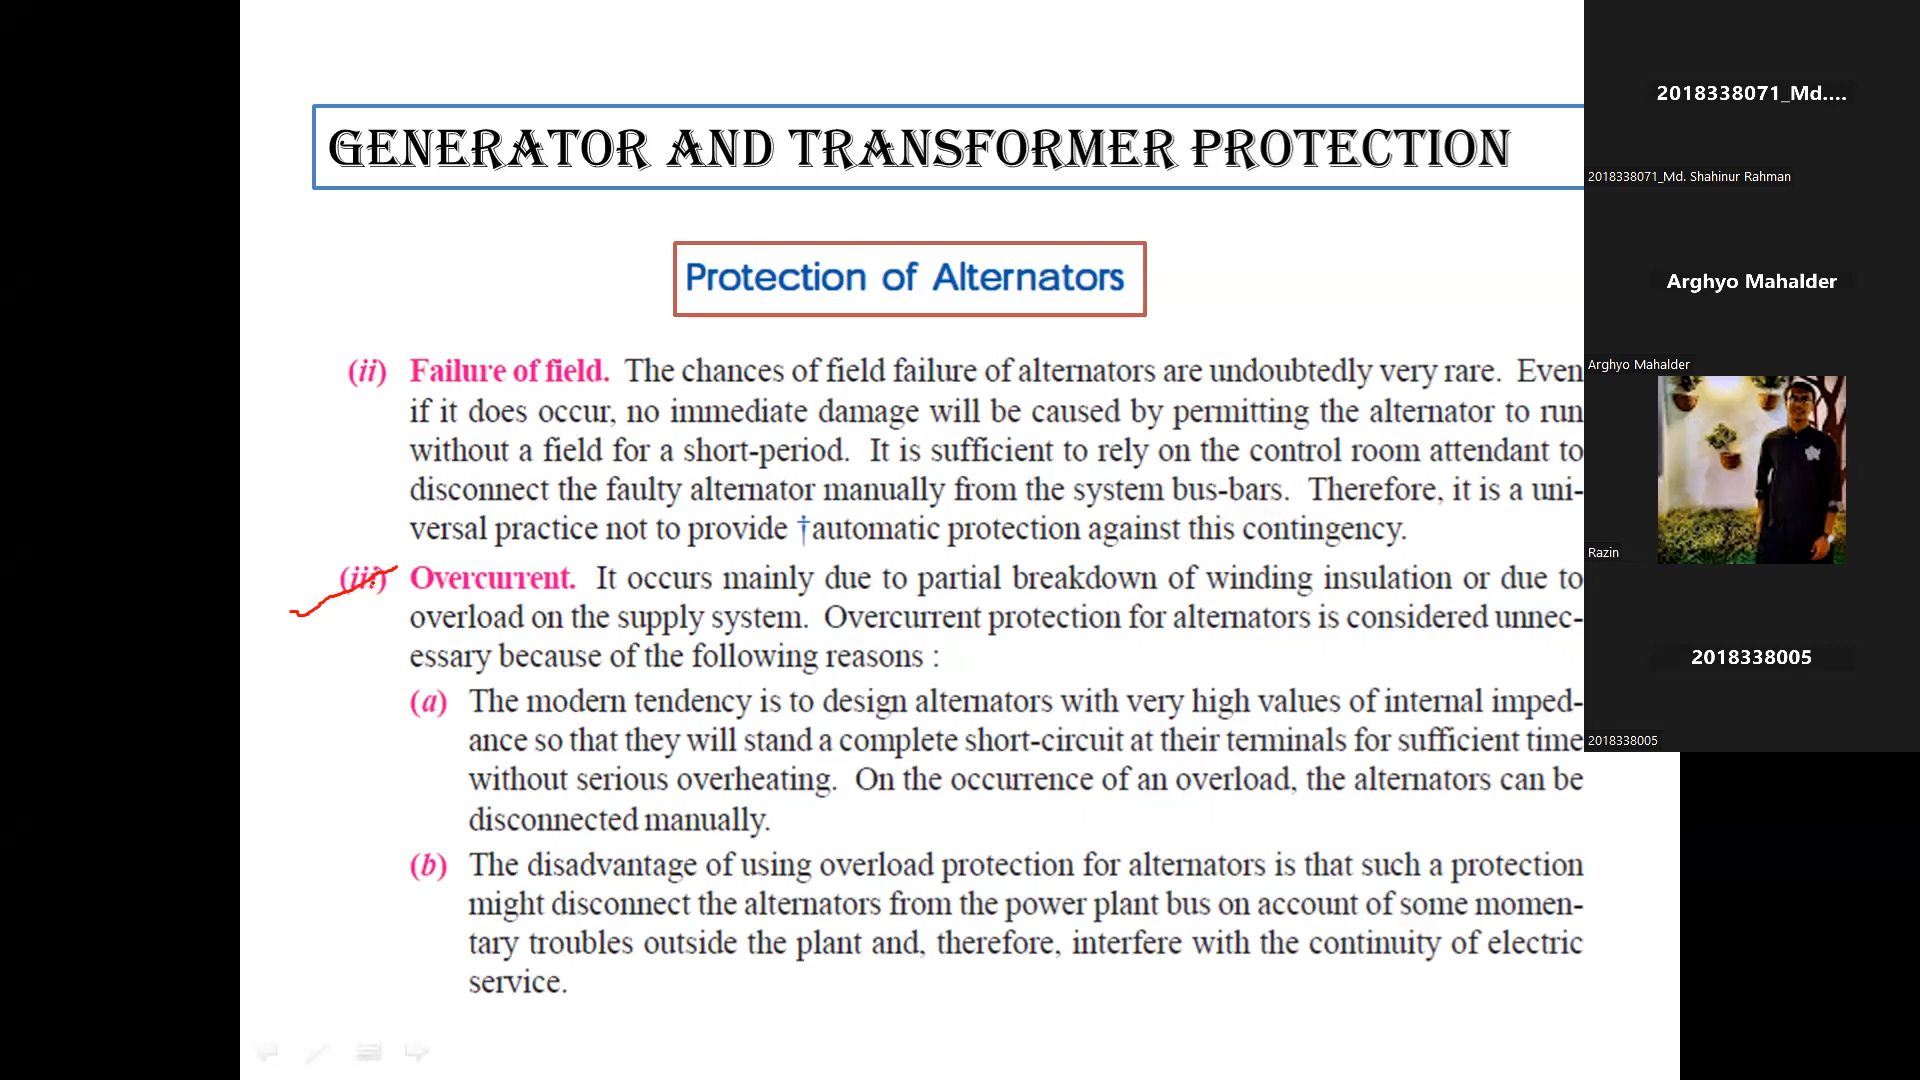 GENERATOR AND TRANSFORMER PROTECTION
Protection of Alternators
(ii) Failure of field. The chances of field failure of alternators are undoubtedly very rare. Even
if it does occur, no immediate damage will be caused by permitting the alternator to run
without a field for a short-period. It is sufficient to rely on the control room attendant to
disconnect the faulty alternator manually from the system bus-bars. Therefore, it is a uni-
versal practice not to provide †automatic protection against this contingency.
(iii) Overcurrent. It occurs mainly due to partial breakdown of winding insulation or due to
overload on the supply system. Overcurrent protection for alternators is considered unnec-
essary because of the following reasons :
(a) The modern tendency is to design alternators with very high values of internal imped-
ance so that they will stand a complete short-circuit at their terminals for sufficient time
without serious overheating. On the occurrence of an overload, the alternators can be
disconnected manually.
(b) The disadvantage of using overload protection for alternators is that such a protection
might disconnect the alternators from the power plant bus on account of some momen-
tary troubles outside the plant and, therefore, interfere with the continuity of electric
service.
2018338071_Md....
2018338071_Md. Shahinur Rahman
Arghyo Mahalder
Arghyo Mahalder
Razin
2018338005
2018338005